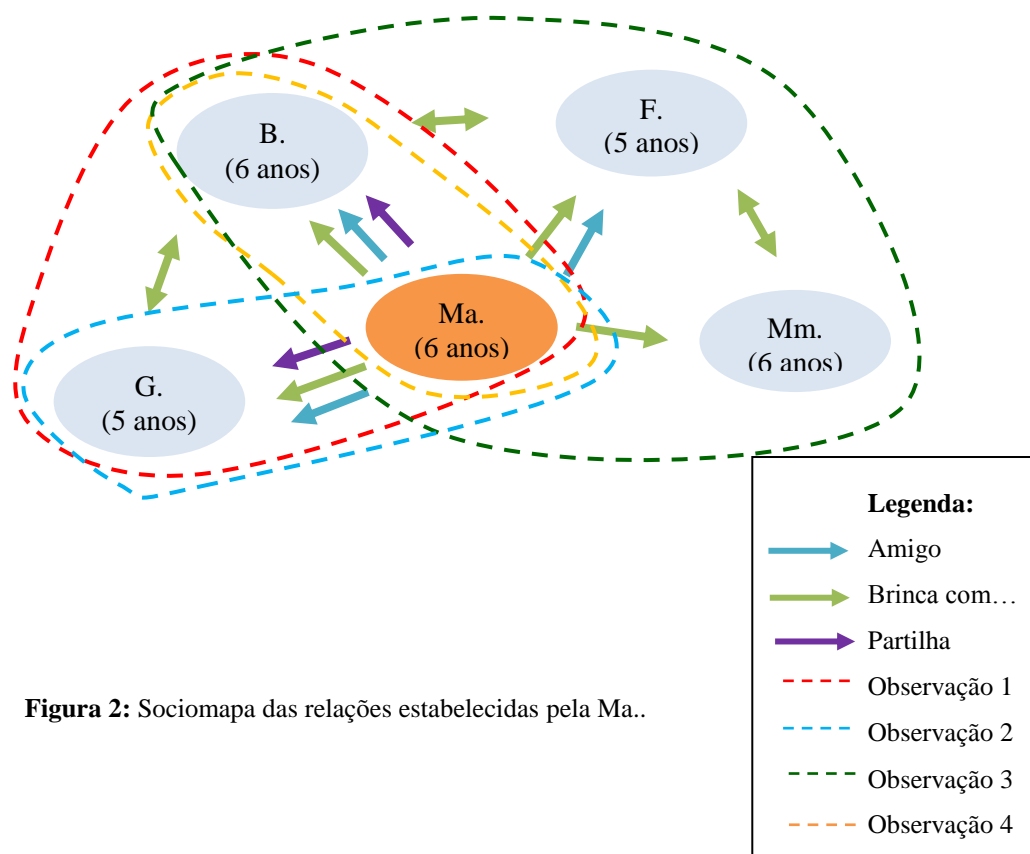 B.
(6 anos)
F.
(5 anos)
Ma.
(6 anos)
Mm.
(6 anos)
G.
(5 anos)
Legenda:
Amigo
Brinca com…
Partilha
Observação 1
Observação 2
Observação 3
Observação 4
Figura 2: Sociomapa das relações estabelecidas pela Ma..